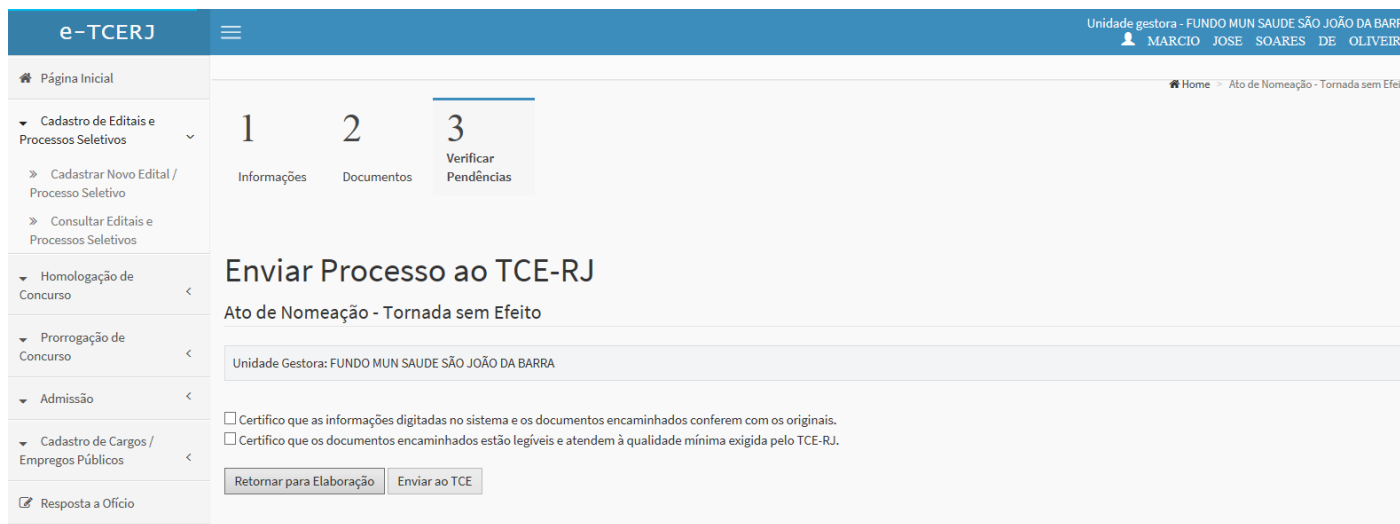 e-TCERJ
Unidade gestora - FUNDO MUN SAUDE SÃO JOÃO DA BARR
MARCIO JOSE SOARES DE OLIVEIR
Home > Ato de Nomeação - Tornada sem Efei
Página Inicial
Cadastro de Editais e
Processos Seletivos
» Cadastrar Novo Edital /
Processo Seletivo
» Consultar Editais e
Processos Seletivos
Homologação de
Concurso
Prorrogação de
Concurso
Admissão
Cadastro de Cargos /
Empregos Públicos
Resposta a Ofício
1
Informações
2
Documentos
3
Verificar
Pendências
Enviar Processo ao TCE-RJ
Ato de Nomeação - Tornada sem Efeito
Unidade Gestora: FUNDO MUN SAUDE SÃO JOÃO DA BARRA
Certifico que as informações digitadas no sistema e os documentos encaminhados conferem com os originais.
Certifico que os documentos encaminhados estão legíveis e atendem à qualidade mínima exigida pelo TCE-RJ.
Retornar para Elaboração
Enviar ao TCE